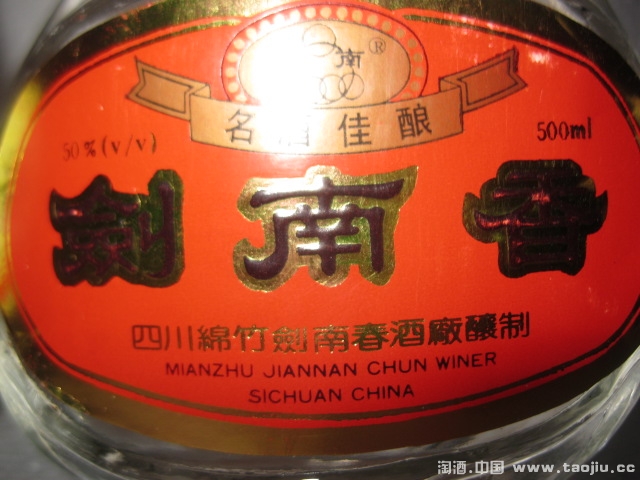 南®
名酒佳酿
50%(v/v)
500ml
劍南香
四川綿竹劍南春酒廠釀制
MIANZHU JIANNAN CHUN WINER
SICHUAN CHINA
淘酒.中国 www.taojiu.cc